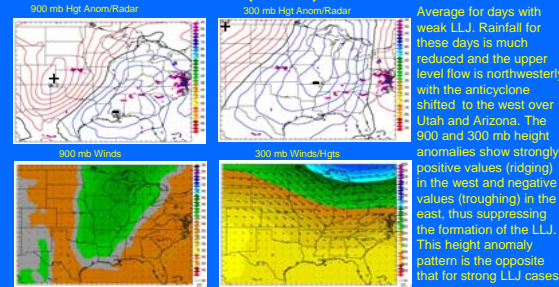 900 mb Hgt Anom/Radar
300 mb Hgt Anom/Radar
900 mb Winds
300 mb Winds/Hgts
Average for days with
weak LLJ. Rainfall for
these days is much
reduced and the upper
level flow is northwesterly
with the anticyclone
shifted to the west over
Utah and Arizona. The
900 and 300 mb height
anomalies show strongly
positive values (ridging)
in the west and negative
values (troughing) in the
east, thus suppressing
the formation of the LLJ.
This height anomaly
pattern is the opposite
that for strong LLJ cases